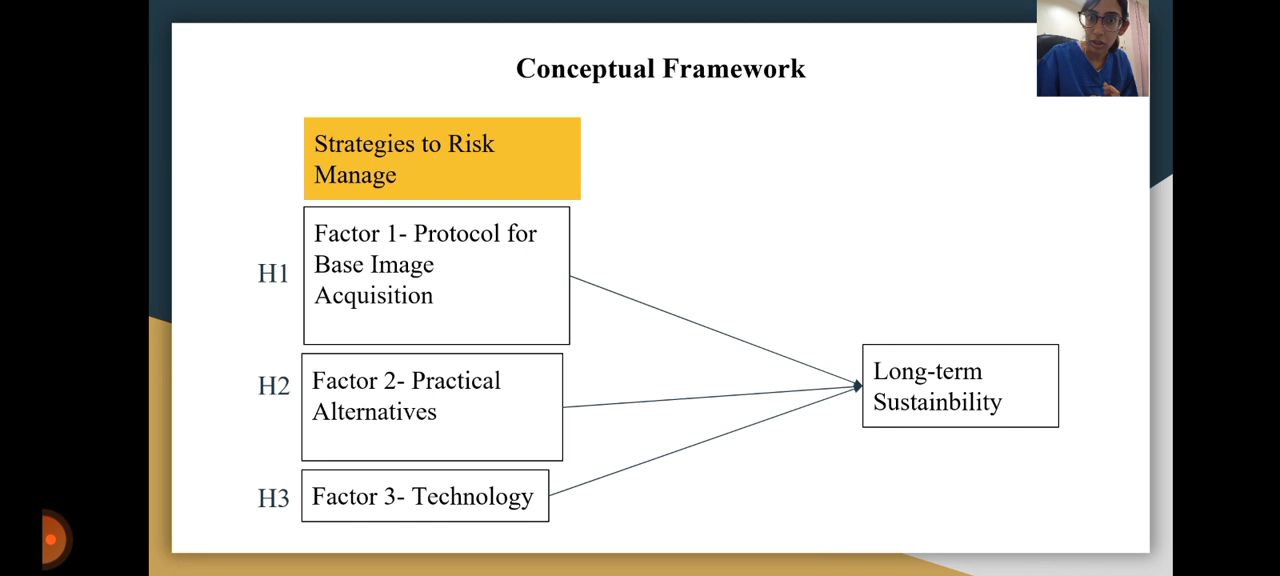 Conceptual Framework
Strategies to Risk
Manage
H1
Factor 1- Protocol for
Base Image
Acquisition
H2
Factor 2- Practical
Alternatives
H3
Factor 3- Technology
Long-term
Sustainbility